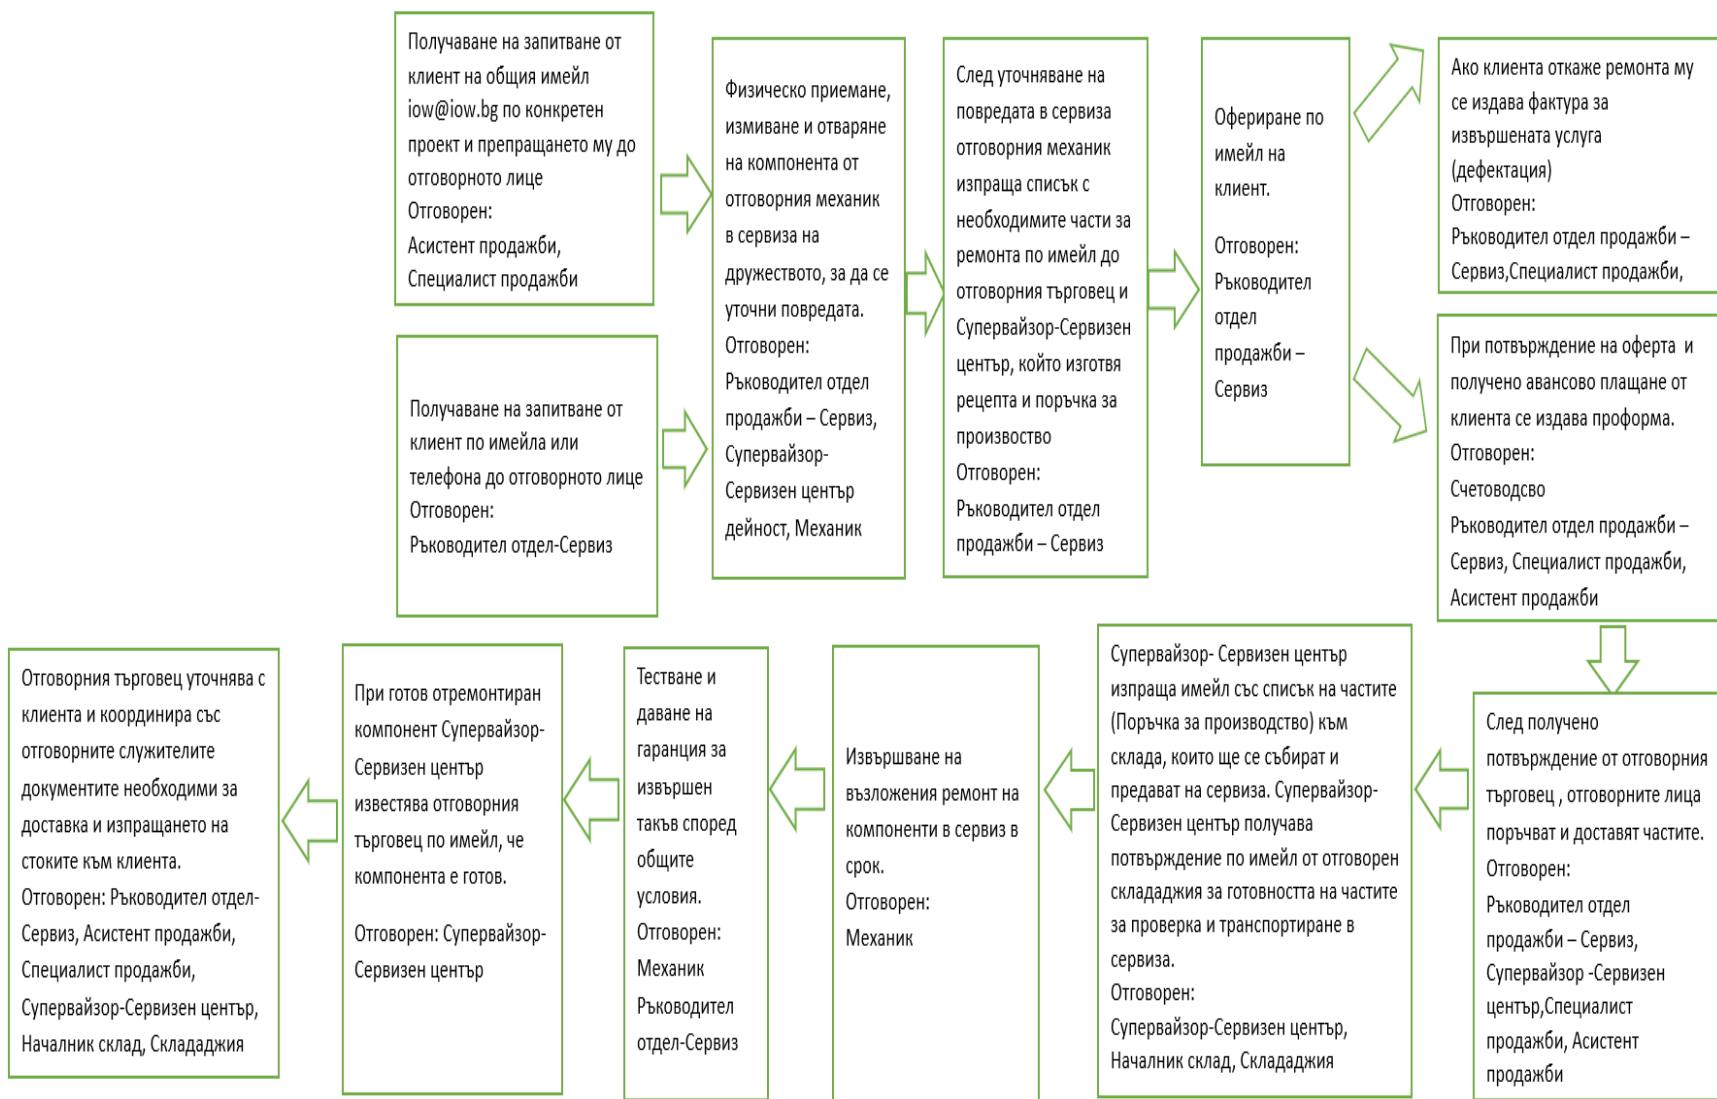 Получаване на запитване от
клиент на общия имейл
iow@iow.bg по конкретен
проект и препращането му до
отговорното лице
Отговорен:
Асистент продажби,
Специалист продажби
Получаване на запитване от
клиент по имейла или
телефона до отговорното лице
Отговорен:
Ръководител отдел-Сервиз
Физическо приемане,
измиване и отваряне
на компонента от
отговорния механик
в сервиза на
дружеството, за да се
уточни повредата.
Отговорен:
Ръководител отдел
продажби – Сервиз,
Супервайзор-
Сервизен център
дейност, Механик
След уточняване на
повредата в сервиза
отговорния механик
изпраща списък с
необходимите части за
ремонта по имейл до
отговорния търговец и
Супервайзор-Сервизен
център, който изготвя
рецепта и поръчка за
произвоство
Отговорен:
Ръководител отдел
продажби – Сервиз
Офериране по
имейл на
клиент.
Отговорен:
Ръководител
отдел
продажби –
Сервиз
Ако клиента откаже ремонта му
се издава фактура за
извършената услуга
(дефектация)
Отговорен:
Ръководител отдел продажби –
Сервиз,Специалист продажби,
При потвърждение на оферта  и
получено авансово плащане от
клиента се издава проформа.
Отговорен:
Счетоводсво
Ръководител отдел продажби –
Сервиз, Специалист продажби,
Асистент продажби
След получено
потвърждение от отговорния
търговец , отговорните лица
поръчват и доставят частите.
Отговорен:
Ръководител отдел
продажби – Сервиз,
Супервайзор -Сервизен
център,Специалист
продажби, Асистент
продажби
Супервайзор- Сервизен център
изпраща имейл със списък на частите
(Поръчка за производство) към
склада, които ще се събират и
предават на сервиза. Супервайзор-
Сервизен център получава
потвърждение по имейл от отговорен
склададжия за готовността на частите
за проверка и транспортиране в
сервиза.
Отговорен:
Супервайзор-Сервизен център,
Началник склад, Склададжия
Извършване на
възложения ремонт на
компоненти в сервиз в
срок.
Отговорен:
Механик
Тестване и
даване на
гаранция за
извършен
такъв според
общите
условия.
Отговорен:
Механик
Ръководител
отдел-Сервиз
При готов отремонтиран
компонент Супервайзор-
Сервизен център
известява отговорния
търговец по имейл, че
компонента е готов.
Отговорен: Супервайзор-
Сервизен център
Отговорния търговец уточнява с
клиента и координира със
отговорните служителите
документите необходими за
доставка и изпращането на
стоките към клиента.
Отговорен: Ръководител отдел-
Сервиз, Асистент продажби,
Специалист продажби,
Супервайзор-Сервизен център,
Началник склад, Склададжия